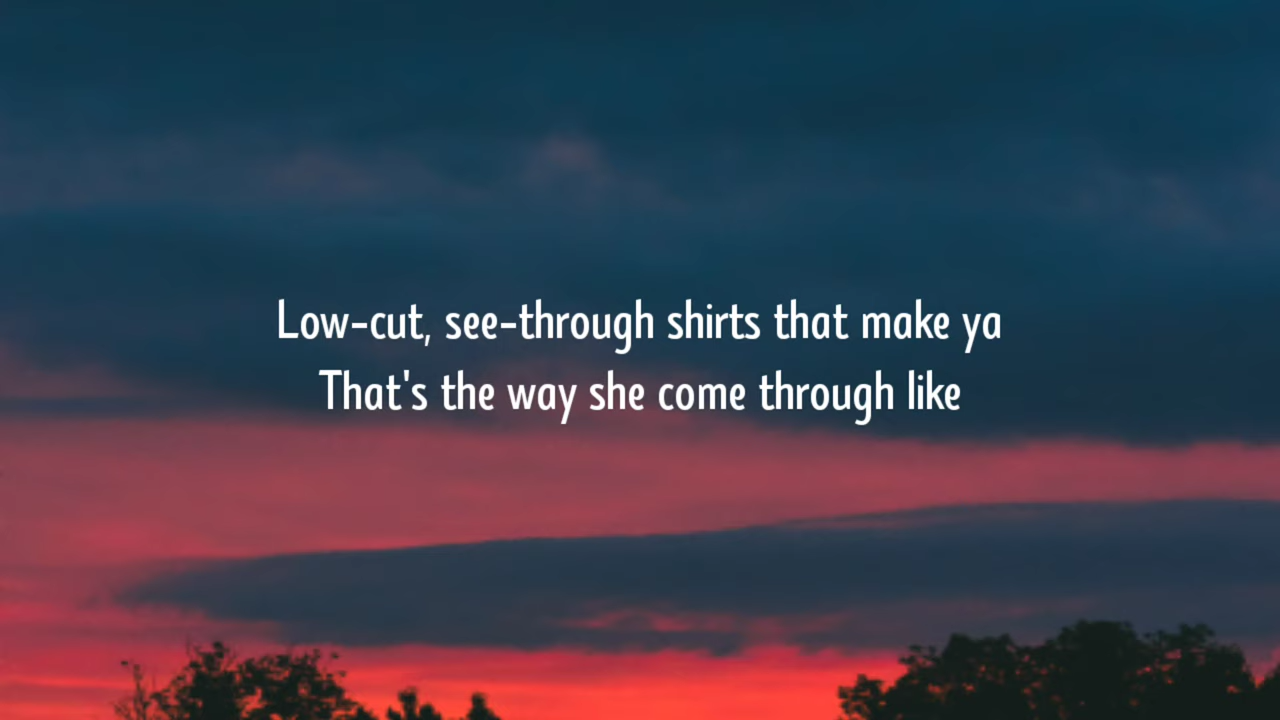 Low-cut, see-through shirts that make ya
That's the way she come through like